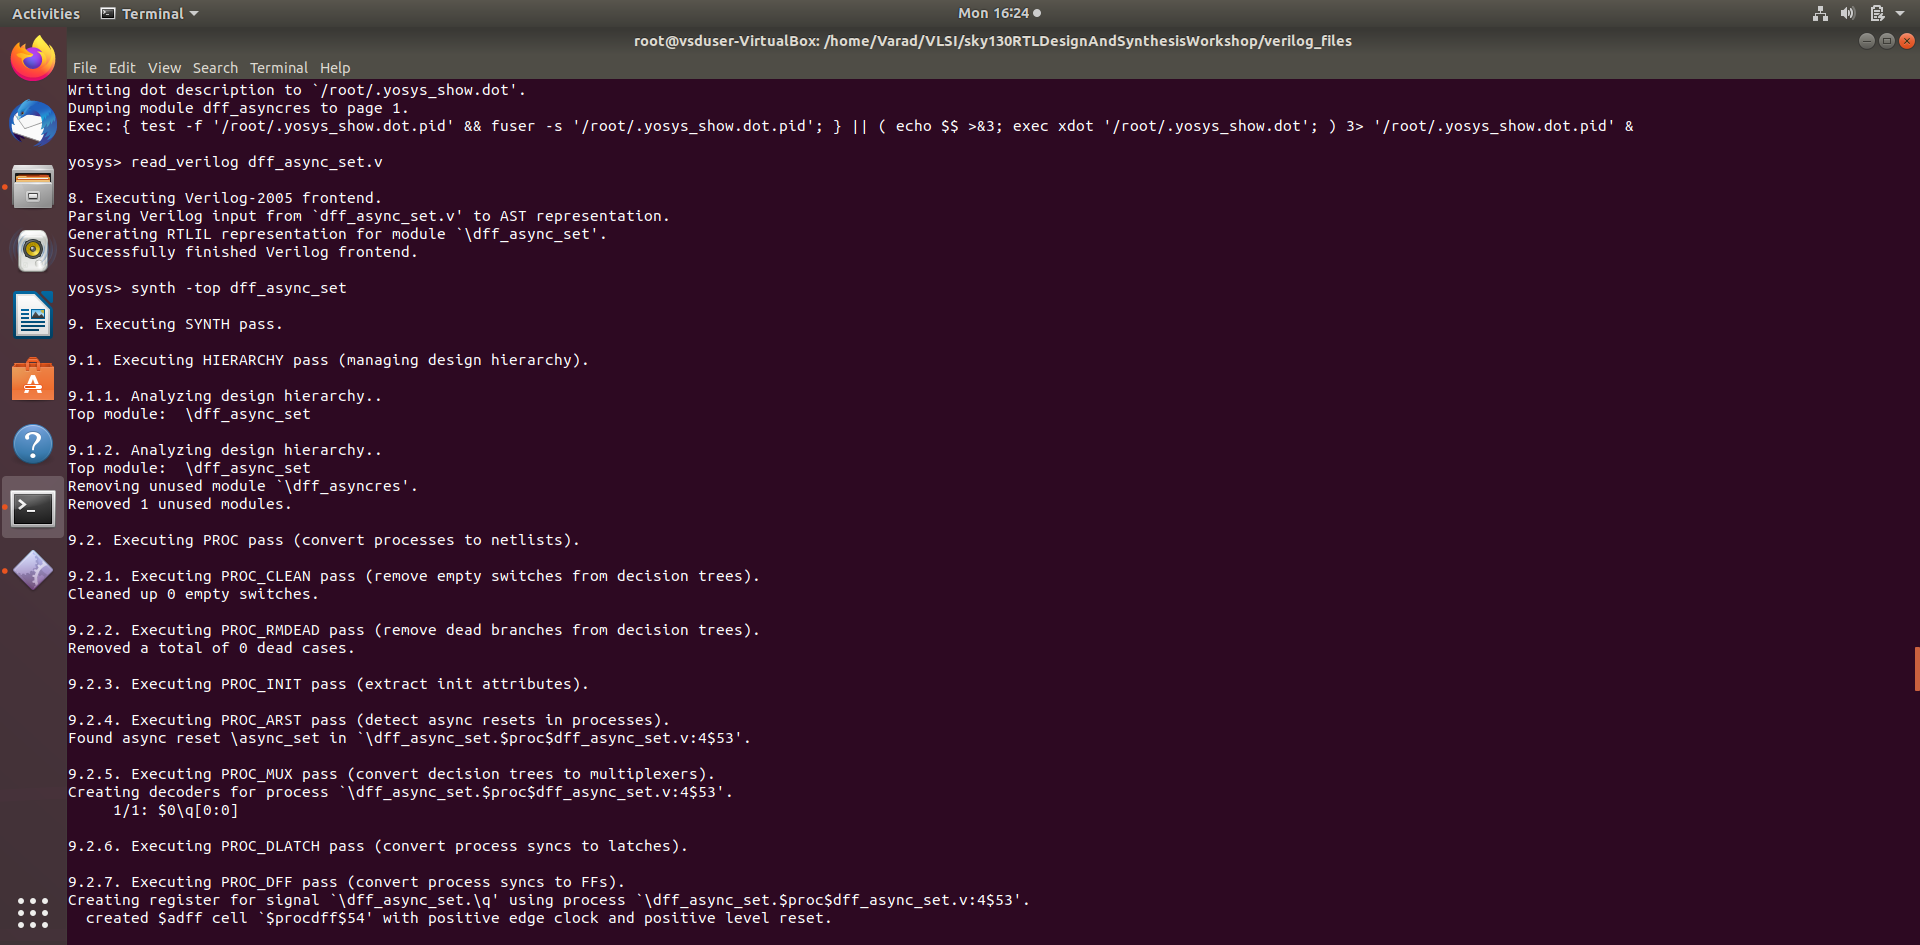 Activities Terminal Mon 16:24
root@vsduser-VirtualBox: /home/Varad/VLSI/sky130RTLDesignAndSynthesisWorkshop/verilog_files
File Edit View Search Terminal Help
Writing dot description to `/root/.yosys_show.dot'.
Dumping module dff_asyncres to page 1.
Exec: { test -f '/root/.yosys_show.dot.pid' && fuser -s '/root/.yosys_show.dot.pid'; } || ( echo $$ >&3; exec xdot '/root/.yosys_show.dot'; ) 3> '/root/.yosys_show.dot.pid' &
yosys> read_verilog dff_async_set.v
8. Executing Verilog-2005 frontend.
Parsing Verilog input from `dff_async_set.v' to AST representation.
Generating RTLIL representation for module `\dff_async_set'.
Successfully finished Verilog frontend.
yosys> synth -top dff_async_set
9. Executing SYNTH pass.
9.1. Executing HIERARCHY pass (managing design hierarchy).
9.1.1. Analyzing design hierarchy..
Top module:  \dff_async_set
9.1.2. Analyzing design hierarchy..
Top module:  \dff_async_set
Removing unused module `\dff_asyncres'.
Removed 1 unused modules.
9.2. Executing PROC pass (convert processes to netlists).
9.2.1. Executing PROC_CLEAN pass (remove empty switches from decision trees).
Cleaned up 0 empty switches.
9.2.2. Executing PROC_RMDEAD pass (remove dead branches from decision trees).
Removed a total of 0 dead cases.
9.2.3. Executing PROC_INIT pass (extract init attributes).
9.2.4. Executing PROC_ARST pass (detect async resets in processes).
Found async reset \async_set in `\dff_async_set.$proc$dff_async_set.v:4$53'.
9.2.5. Executing PROC_MUX pass (convert decision trees to multiplexers).
Creating decoders for process `\dff_async_set.$proc$dff_async_set.v:4$53'.
1/1: $0\q[0:0]
9.2.6. Executing PROC_DLATCH pass (convert process syncs to latches).
9.2.7. Executing PROC_DFF pass (convert process syncs to FFs).
Creating register for signal `\dff_async_set.\q' using process `\dff_async_set.$proc$dff_async_set.v:4$53'.
created $adff cell `$procdff$54' with positive edge clock and positive level reset.